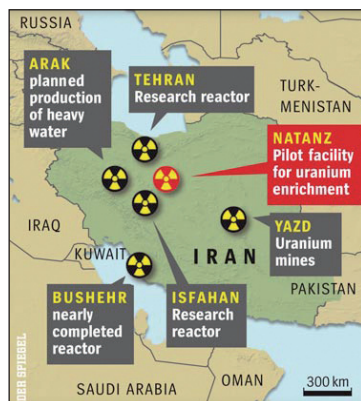 RUSSIA
ARAK
planned
production
of heavy
water
TEHRAN
Research reactor
TURK-
MENISTAN
NATANZ
Pilot facility
for uranium
enrichment
IRAQ
KUWAIT
IRAN
YAZD
Uranium
mines
PAKISTAN
BUSHEHR
nearly
completed
reactor
ISFAHAN
Research
reactor
SAUDI ARABIA
OMAN
300 km
DER SPIEGEL